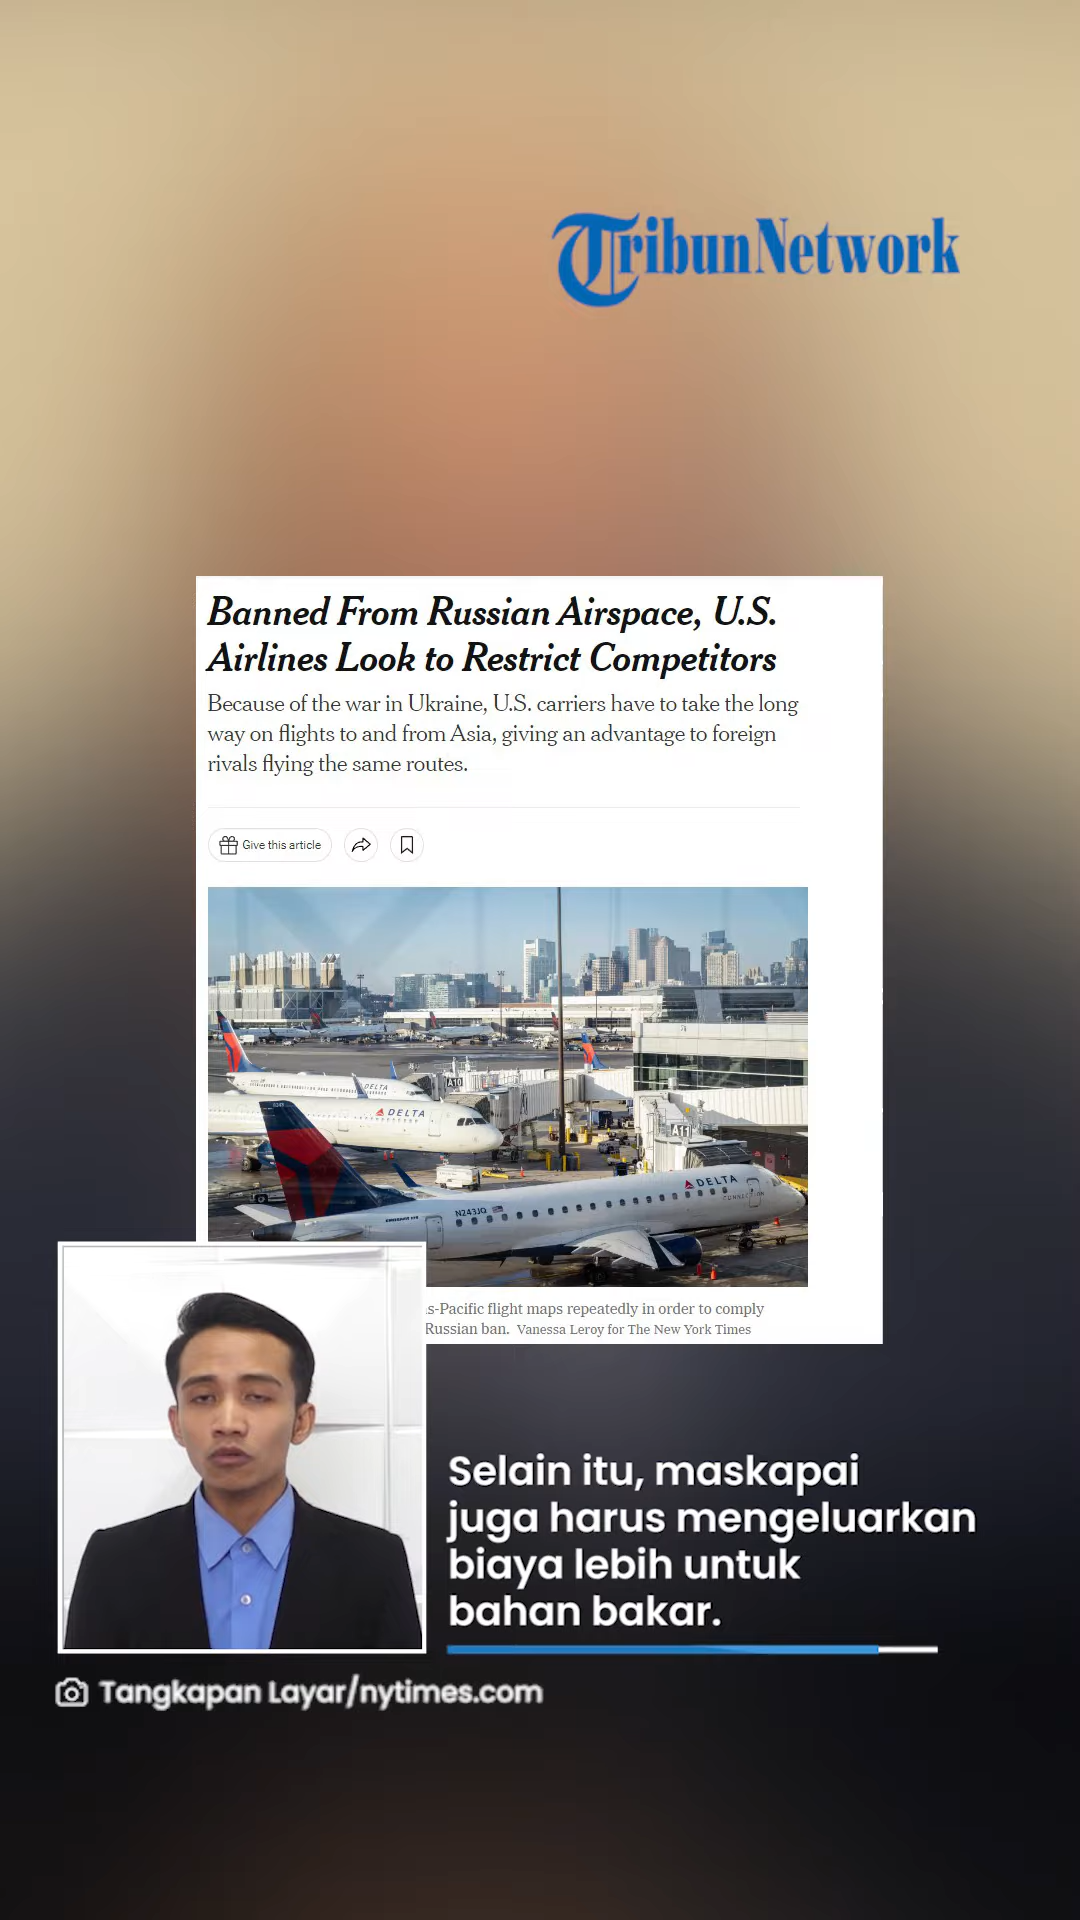 TribunNetwork
Banned From Russian Airspace, U.S.
Airlines Look to Restrict Competitors
Because of the war in Ukraine, U.S. carriers have to take the long
way on flights to and from Asia, giving an advantage to foreign
rivals flying the same routes.
Give this article
A10
DELTA
DELTA
A11
DELTA
CONNECTION
N243JQ
s-Pacific flight maps repeatedly in order to comply
Russian ban. Vanessa Leroy for The New York Times
Selain itu, maskapai
juga harus mengeluarkan
biaya lebih untuk
bahan bakar.
Tangkapan Layar/nytimes.com